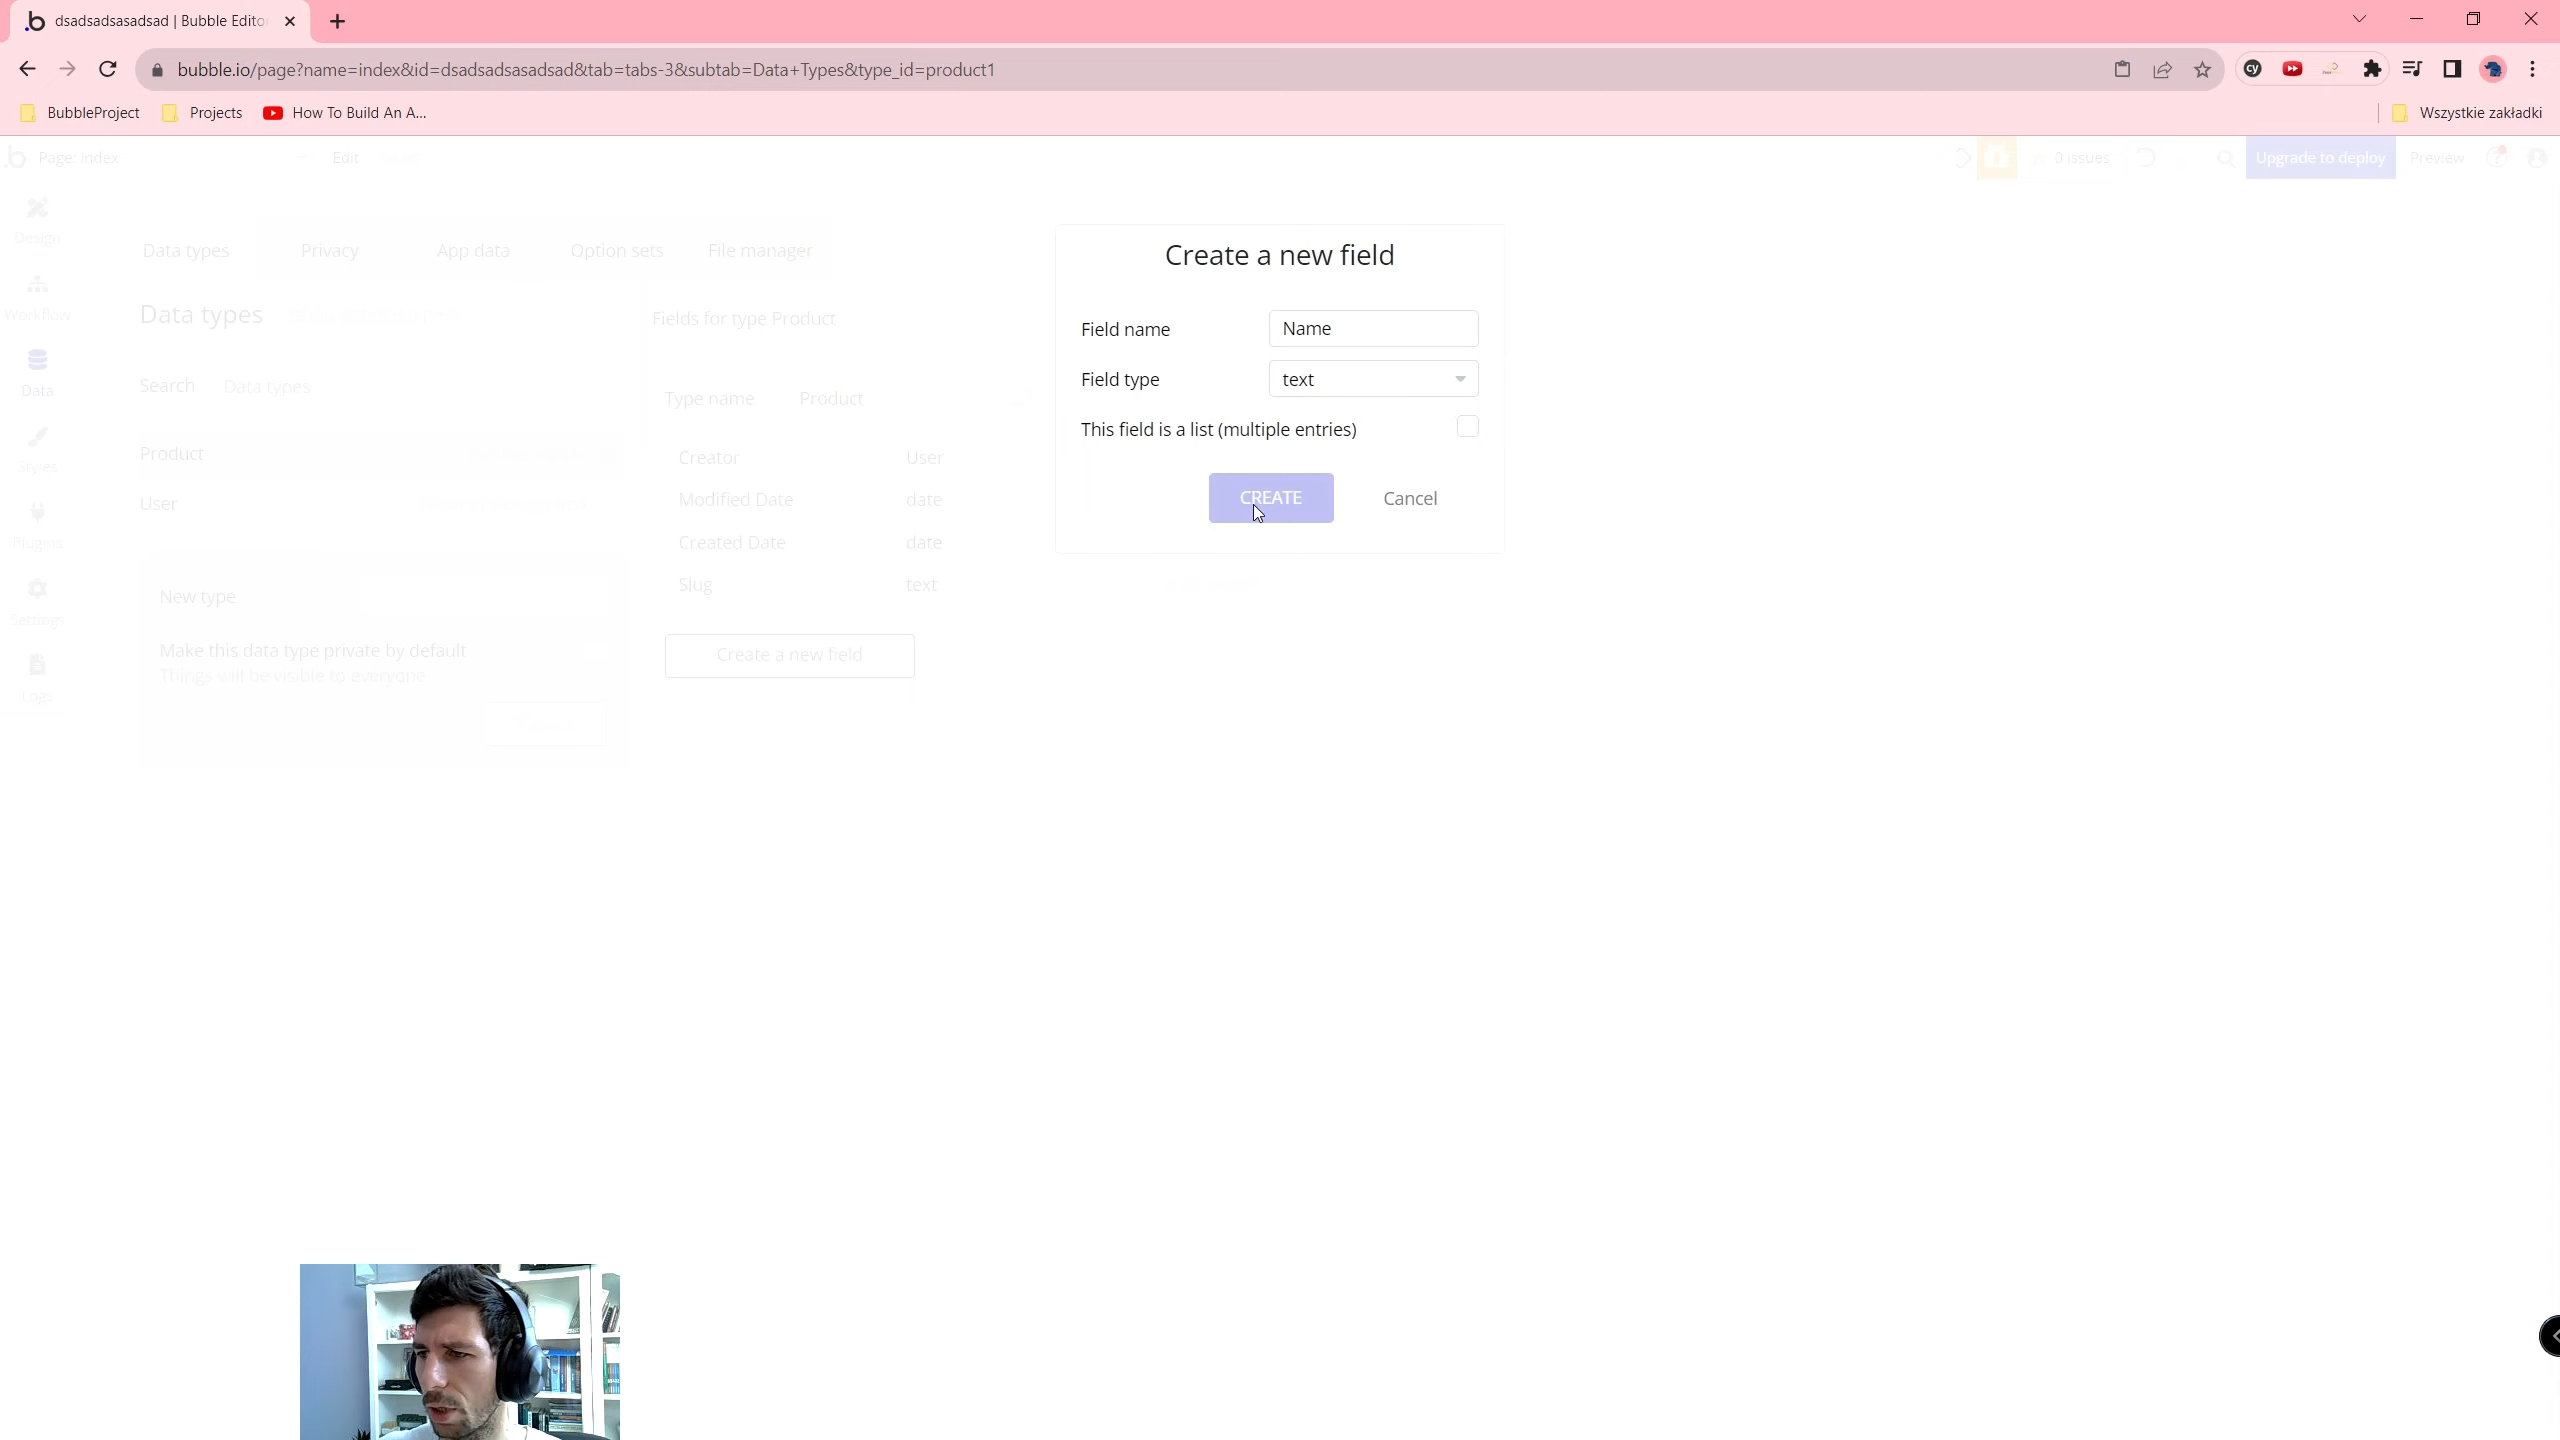 dsadsadsasadsad | Bubble Edito
bubble.io/page?name=index&id=dsadsadsasadsad&tab=tabs-3&subtab=Data+Types&type_id=product1
BubbleProject
Projects
How To Build An A...
Wszystkie zakładki
Page: index
Edit
0 issues
Upgrade to deploy
Preview
Design
Workflow
Data
Styles
Plugins
Settings
Logs
Data types
Privacy
App data
Option sets
File manager
Data types
Search
Data types
Product
User
New type
Make this data type private by default
Things will be visible to everyone
Fields for type Product
Type name
Product
Creator
User
Modified Date
date
Created Date
date
Slug
text
Create a new field
Create a new field
Field name
Name
Field type
text
This field is a list (multiple entries)
CREATE
Cancel